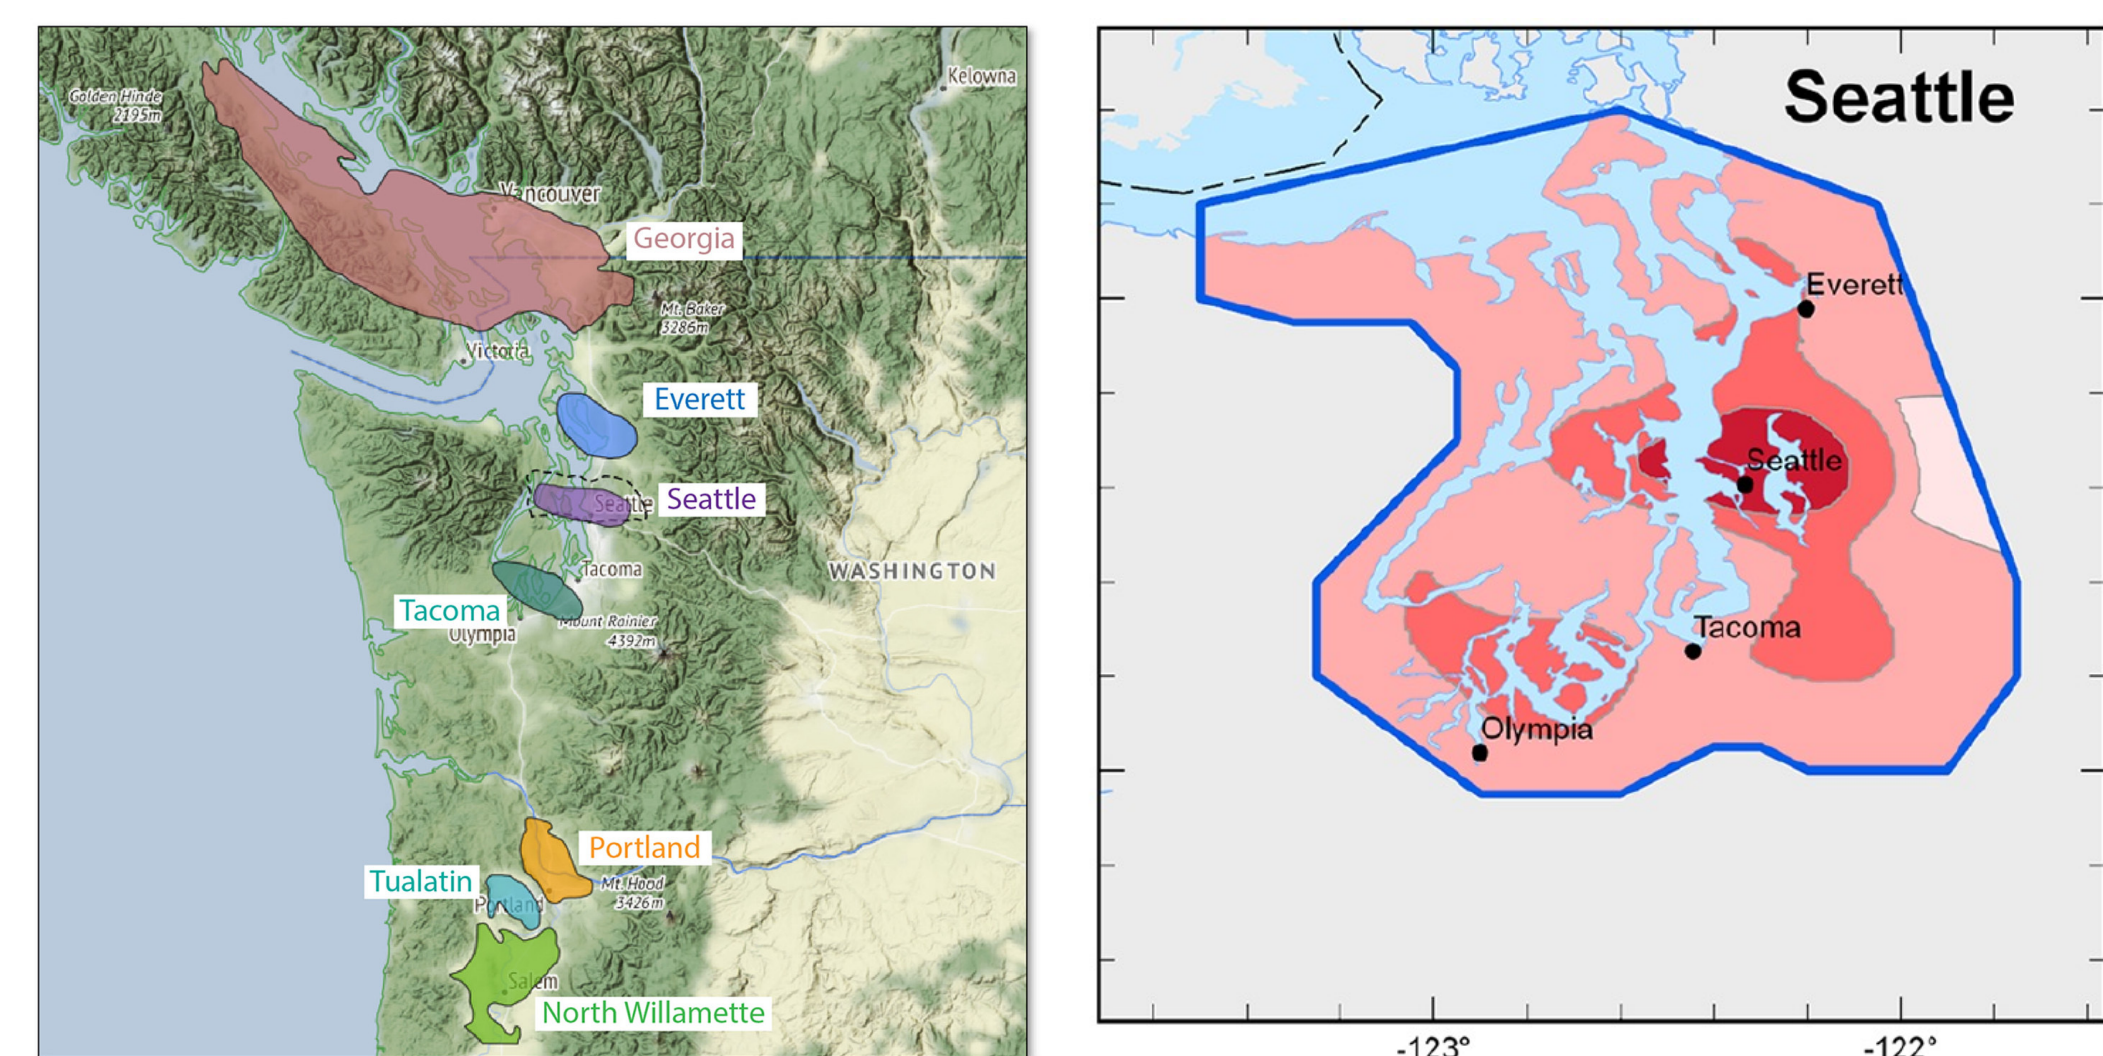 Golden Hinde
2195m
Kelowna
Vancouver
Georgia
Mt. Baker
3286m
Victoria
Everett
Seattle
Seattle
Tacoma
WASHINGTON
Tacoma
Mount Rainier
4392m
Olympia
Portland
Tualatin
Mt. Hood
3426m
Portland
Salem
North Willamette
Seattle
Everett
Seattle
Tacoma
Olympia
-123°
-122°